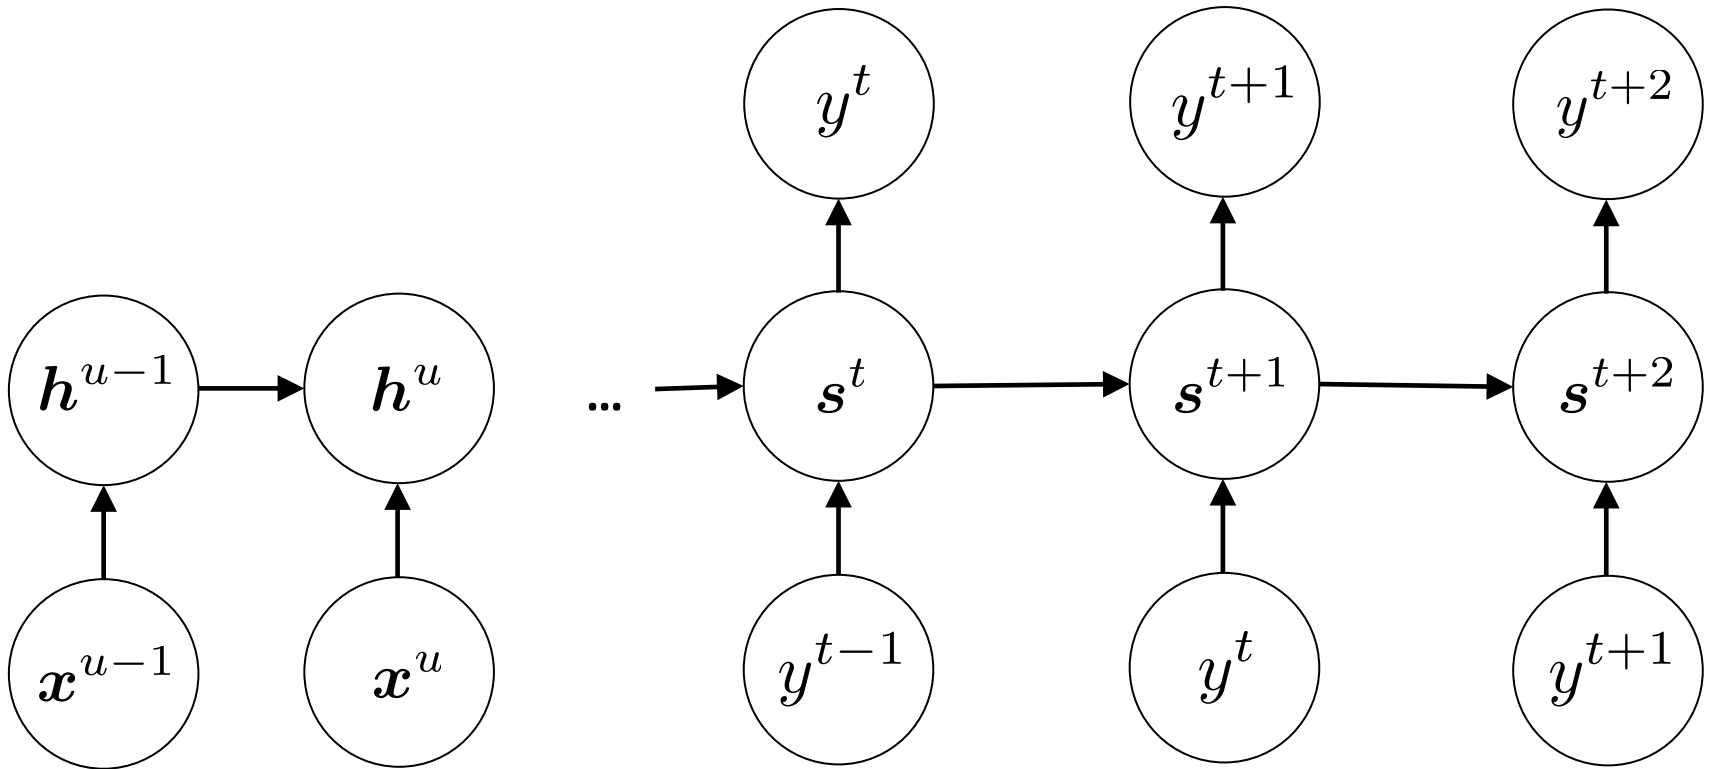 y^t y^{t+1} y^{t+2}
h^{u-1} h^u ... s^t s^{t+1} s^{t+2}
x^{u-1} x^u y^{t-1} y^t y^{t+1}